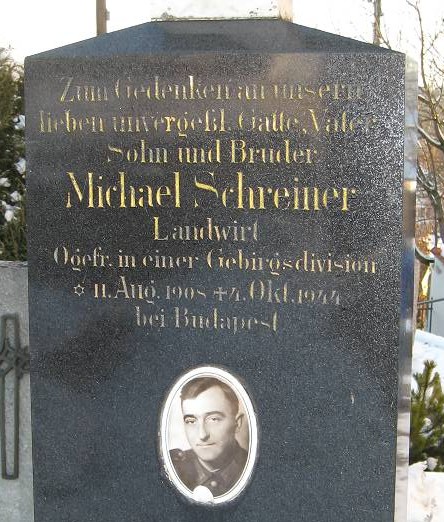 Zum Gedenken an unsern
lieben unvergeßl. Gatte, Vater
Sohn und Bruder
Michael Schreiner
Landwirt
Ogefr. in einer Gebirgsdivision
✡ 11. Aug. 1908 ✝ 4. Okt. 1944
bei Budapest